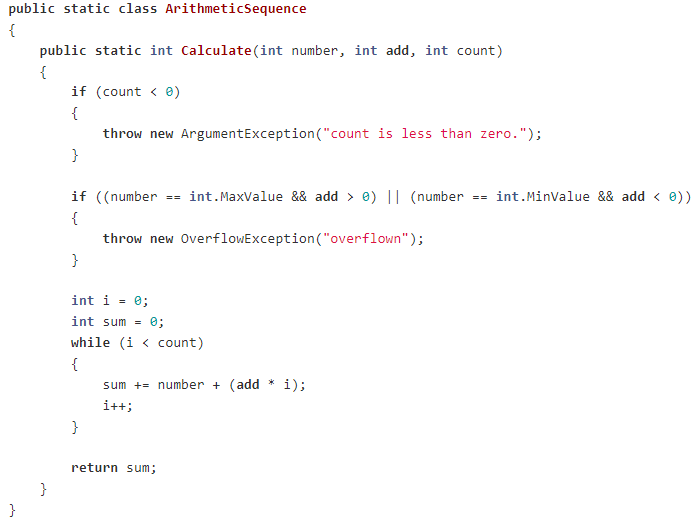 public static class ArithmeticSequence
{
    public static int Calculate(int number, int add, int count)
    {
        if (count < 0)
        {
            throw new ArgumentException("count is less than zero.");
        }

        if ((number == int.MaxValue && add > 0) || (number == int.MinValue && add < 0))
        {
            throw new OverflowException("overflown");
        }

        int i = 0;
        int sum = 0;
        while (i < count)
        {
            sum += number + (add * i);
            i++;
        }

        return sum;
    }
}